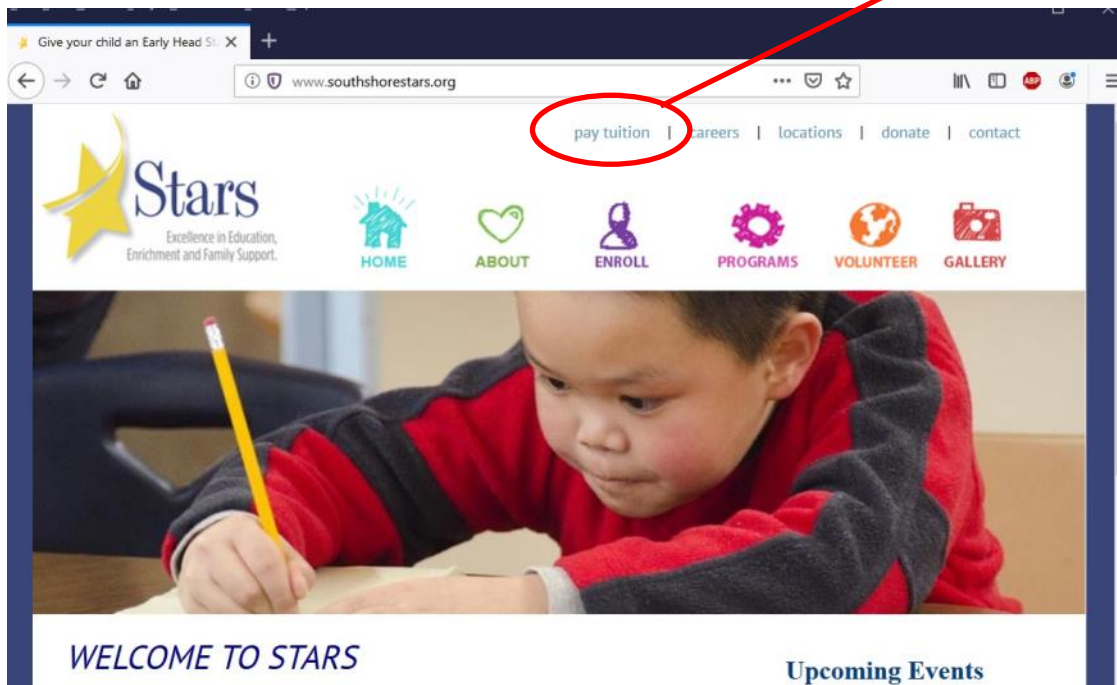 Give your child an Early Head St
www.southshorestars.org
ABP
pay tuition | careers | locations | donate | contact
Stars
Excellence in Education,
Enrichment and Family Support.
HOME ABOUT ENROLL PROGRAMS VOLUNTEER GALLERY
WELCOME TO STARS
Upcoming Events